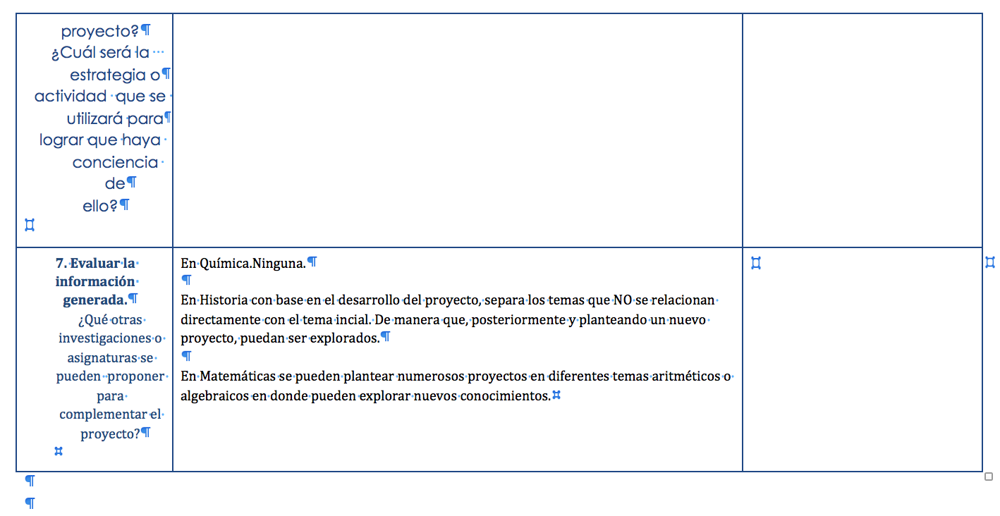 proyecto?
¿Cuál será la
estrategia o
actividad que se
utilizará para
lograr que haya
conciencia
de
ello?
7. Evaluar la
información
generada.
¿Qué otras
investigaciones o
asignaturas se
pueden proponer
para
complementar el
proyecto?
En Química.Ninguna.
En Historia con base en el desarrollo del proyecto, separa los temas que NO se relacionan
directamente con el tema incial. De manera que, posteriormente y planteando un nuevo
proyecto, puedan ser explorados.
En Matemáticas se pueden plantear numerosos proyectos en diferentes temas aritméticos o
algebraicos en donde pueden explorar nuevos conocimientos.